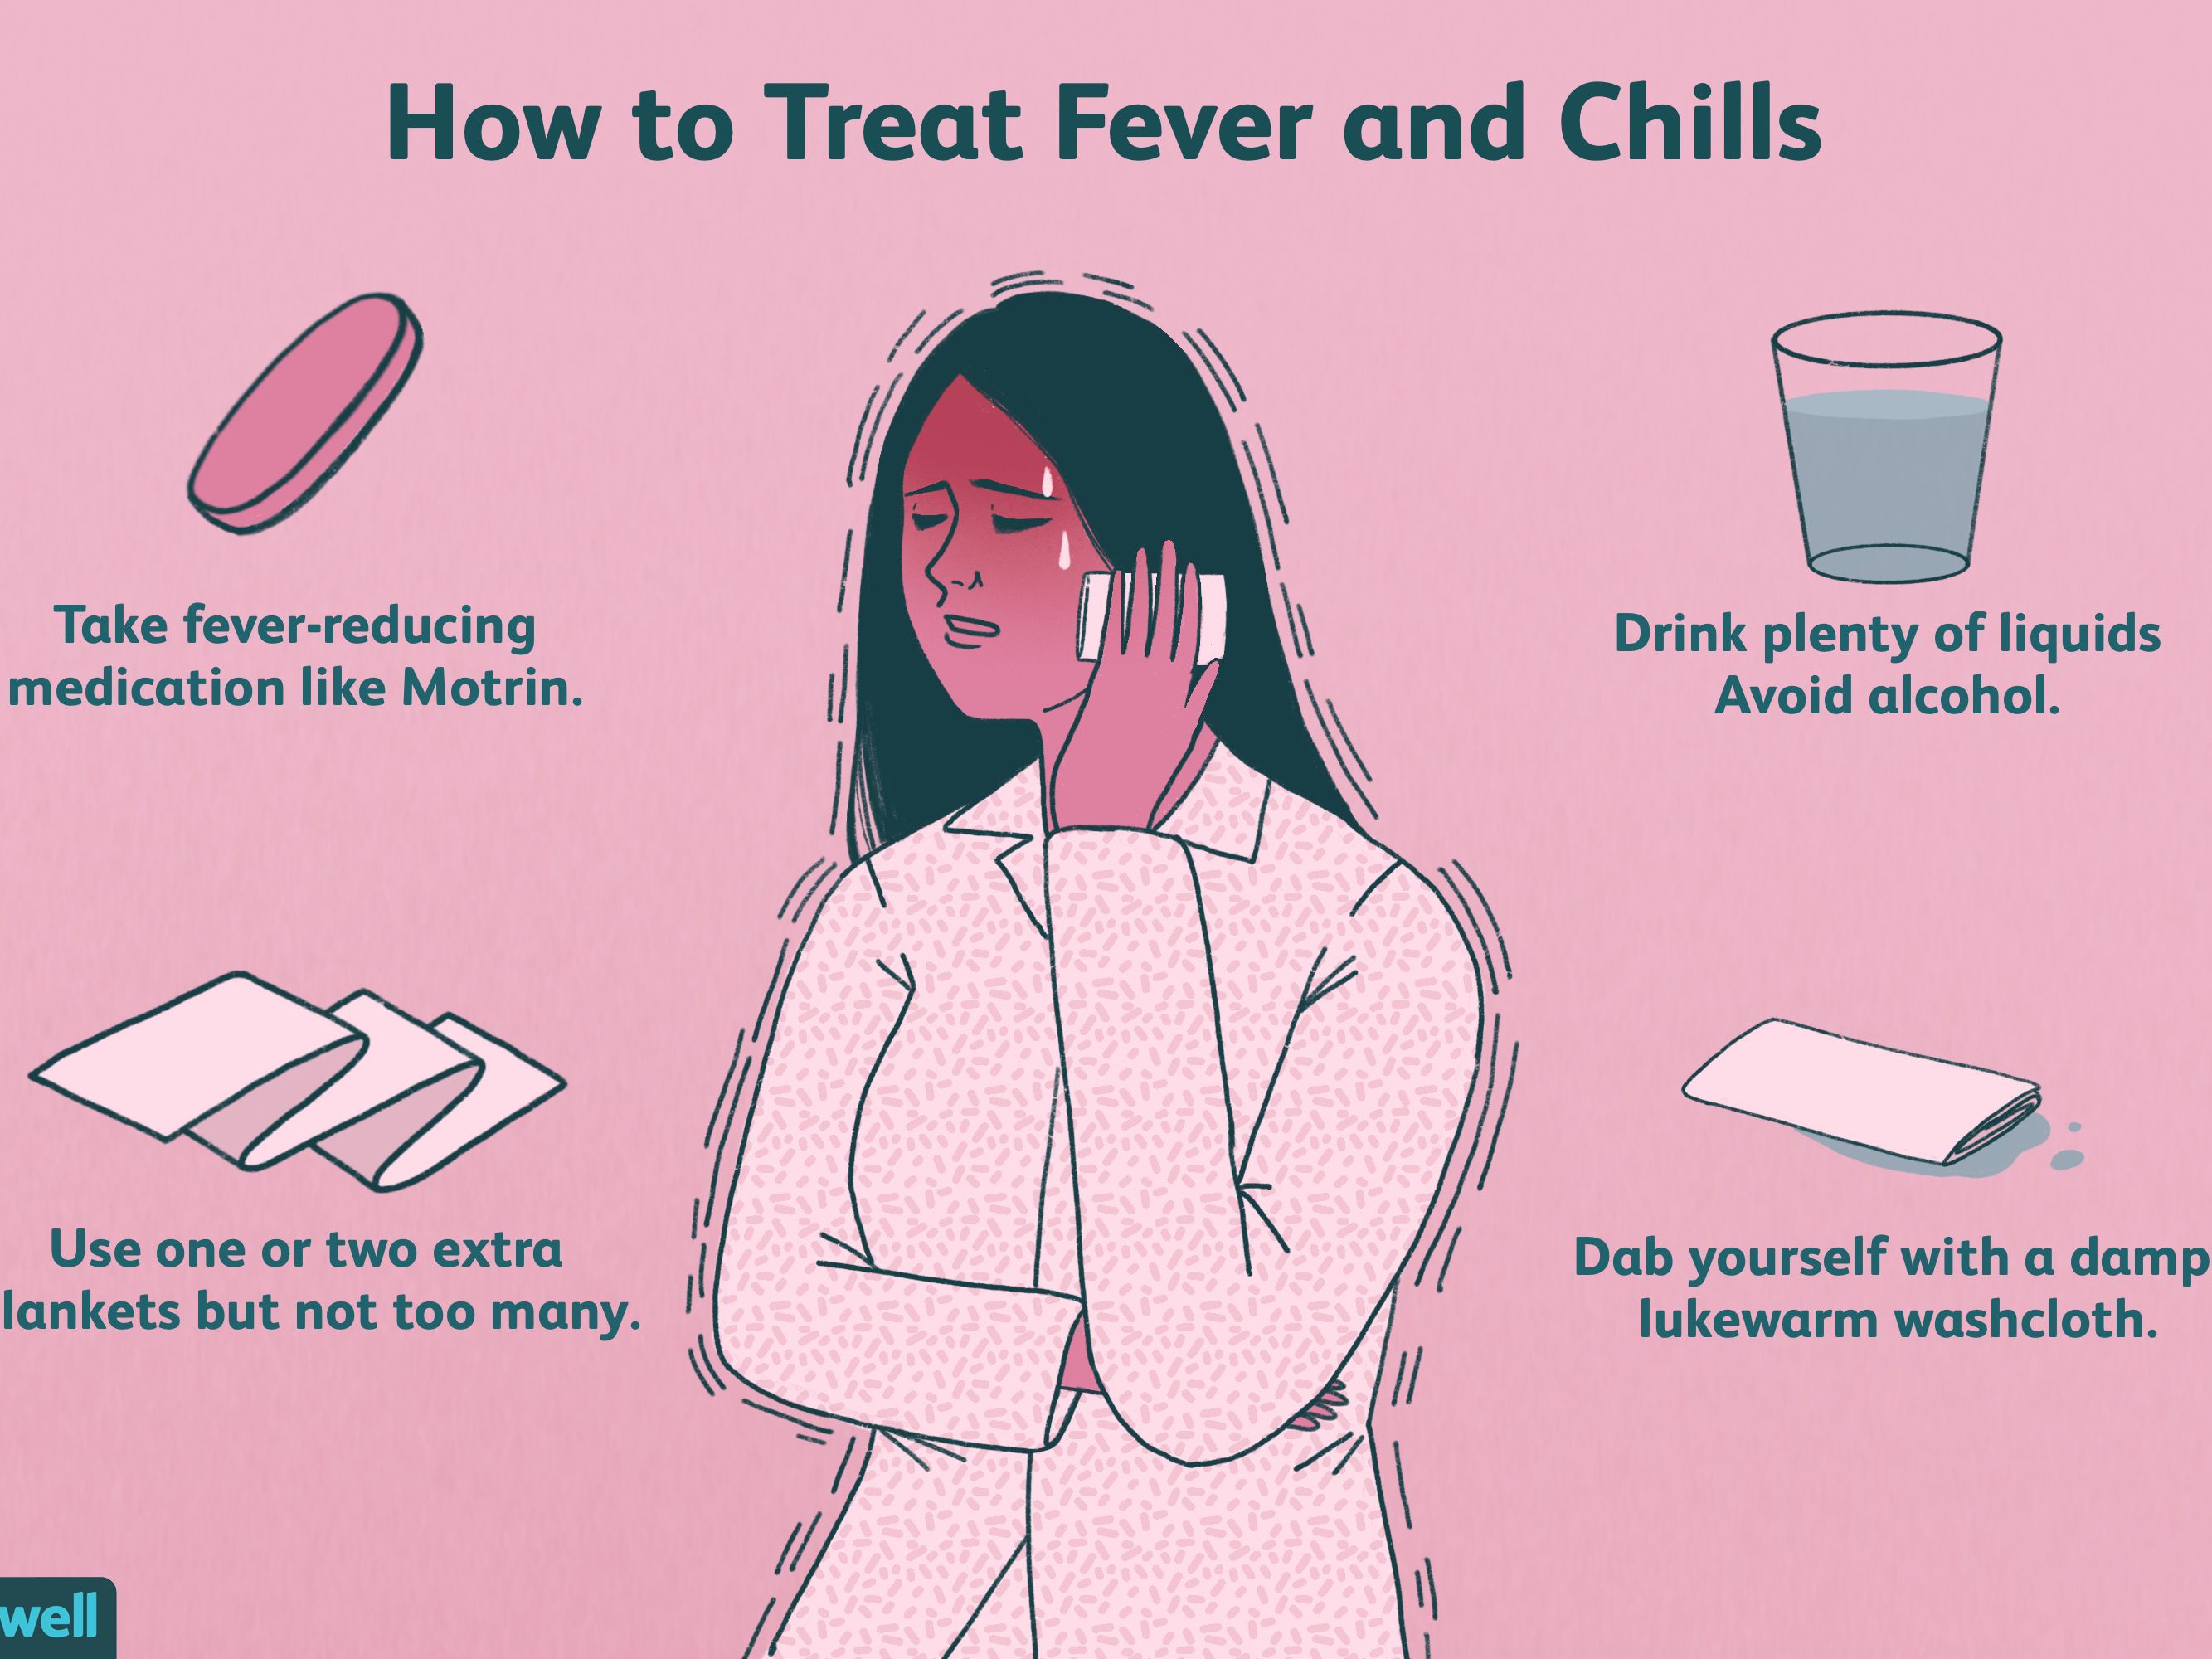 How to Treat Fever and Chills
Take fever-reducing
medication like Motrin.
Drink plenty of liquids
Avoid alcohol.
Use one or two extra
lankets but not too many.
Dab yourself with a damp
lukewarm washcloth.
well